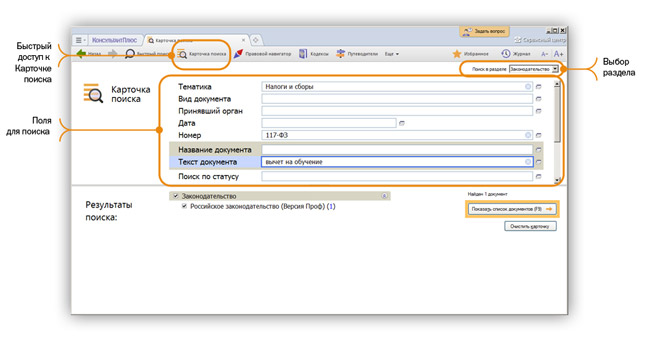 Задать вопрос
КонсультантПлюс
Карточка поиска
Сервисный центр
Назад
Быстрый поиск
Карточка поиска
Правовой навигатор
Кодексы
Путеводители
Еще
Избранное
Журнал
A-
A+
Быстрый
доступ к
Карточке
поиска
Поиск в разделе: Законодательство
Выбор
раздела
Карточка
поиска
Поля
для поиска
Тематика Налоги и сборы
Вид документа
Принявший орган
Дата
Номер 117-ФЗ
Название документа
Текст документа вычет на обучение
Поиск по статусу
Результаты
поиска:
Законодательство
Российское законодательство (Версия Проф) (1)
Найден 1 документ
Показать список документов (F9)
Очистить карточку